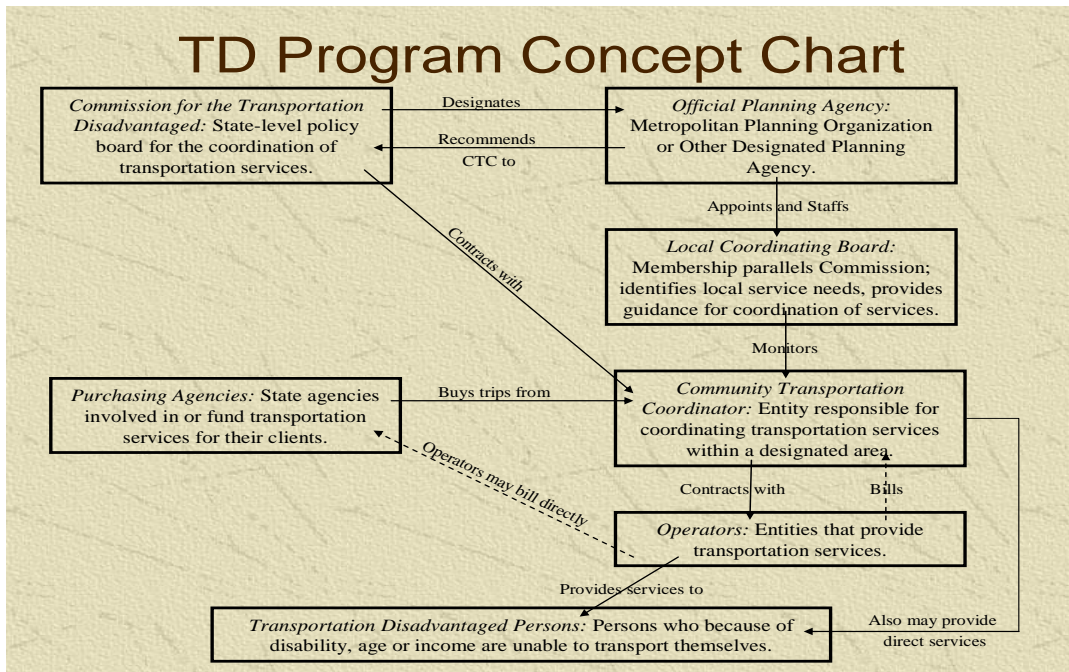 TD Program Concept Chart
Commission for the Transportation
Disadvantaged: State-level policy
board for the coordination of
transportation services.
Designates
Recommends
CTC to
Official Planning Agency:
Metropolitan Planning Organization
or Other Designated Planning
Agency.
Appoints and Staffs
Contracts with
Local Coordinating Board:
Membership parallels Commission;
identifies local service needs, provides
guidance for coordination of services.
Monitors
Purchasing Agencies: State agencies
involved in or fund transportation
services for their clients.
Buys trips from
Community Transportation
Coordinator: Entity responsible for
coordinating transportation services
within a designated area.
Operators may bill directly
Contracts with
Bills
Operators: Entities that provide
transportation services.
Provides services to
Transportation Disadvantaged Persons: Persons who because of
disability, age or income are unable to transport themselves.
Also may provide
direct services